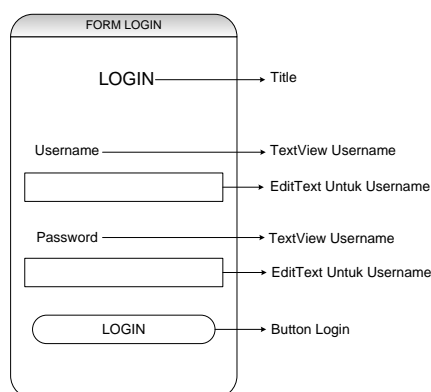 FORM LOGIN
LOGIN
Title
Username
TextView Username
EditText Untuk Username
Password
TextView Username
EditText Untuk Username
LOGIN
Button Login